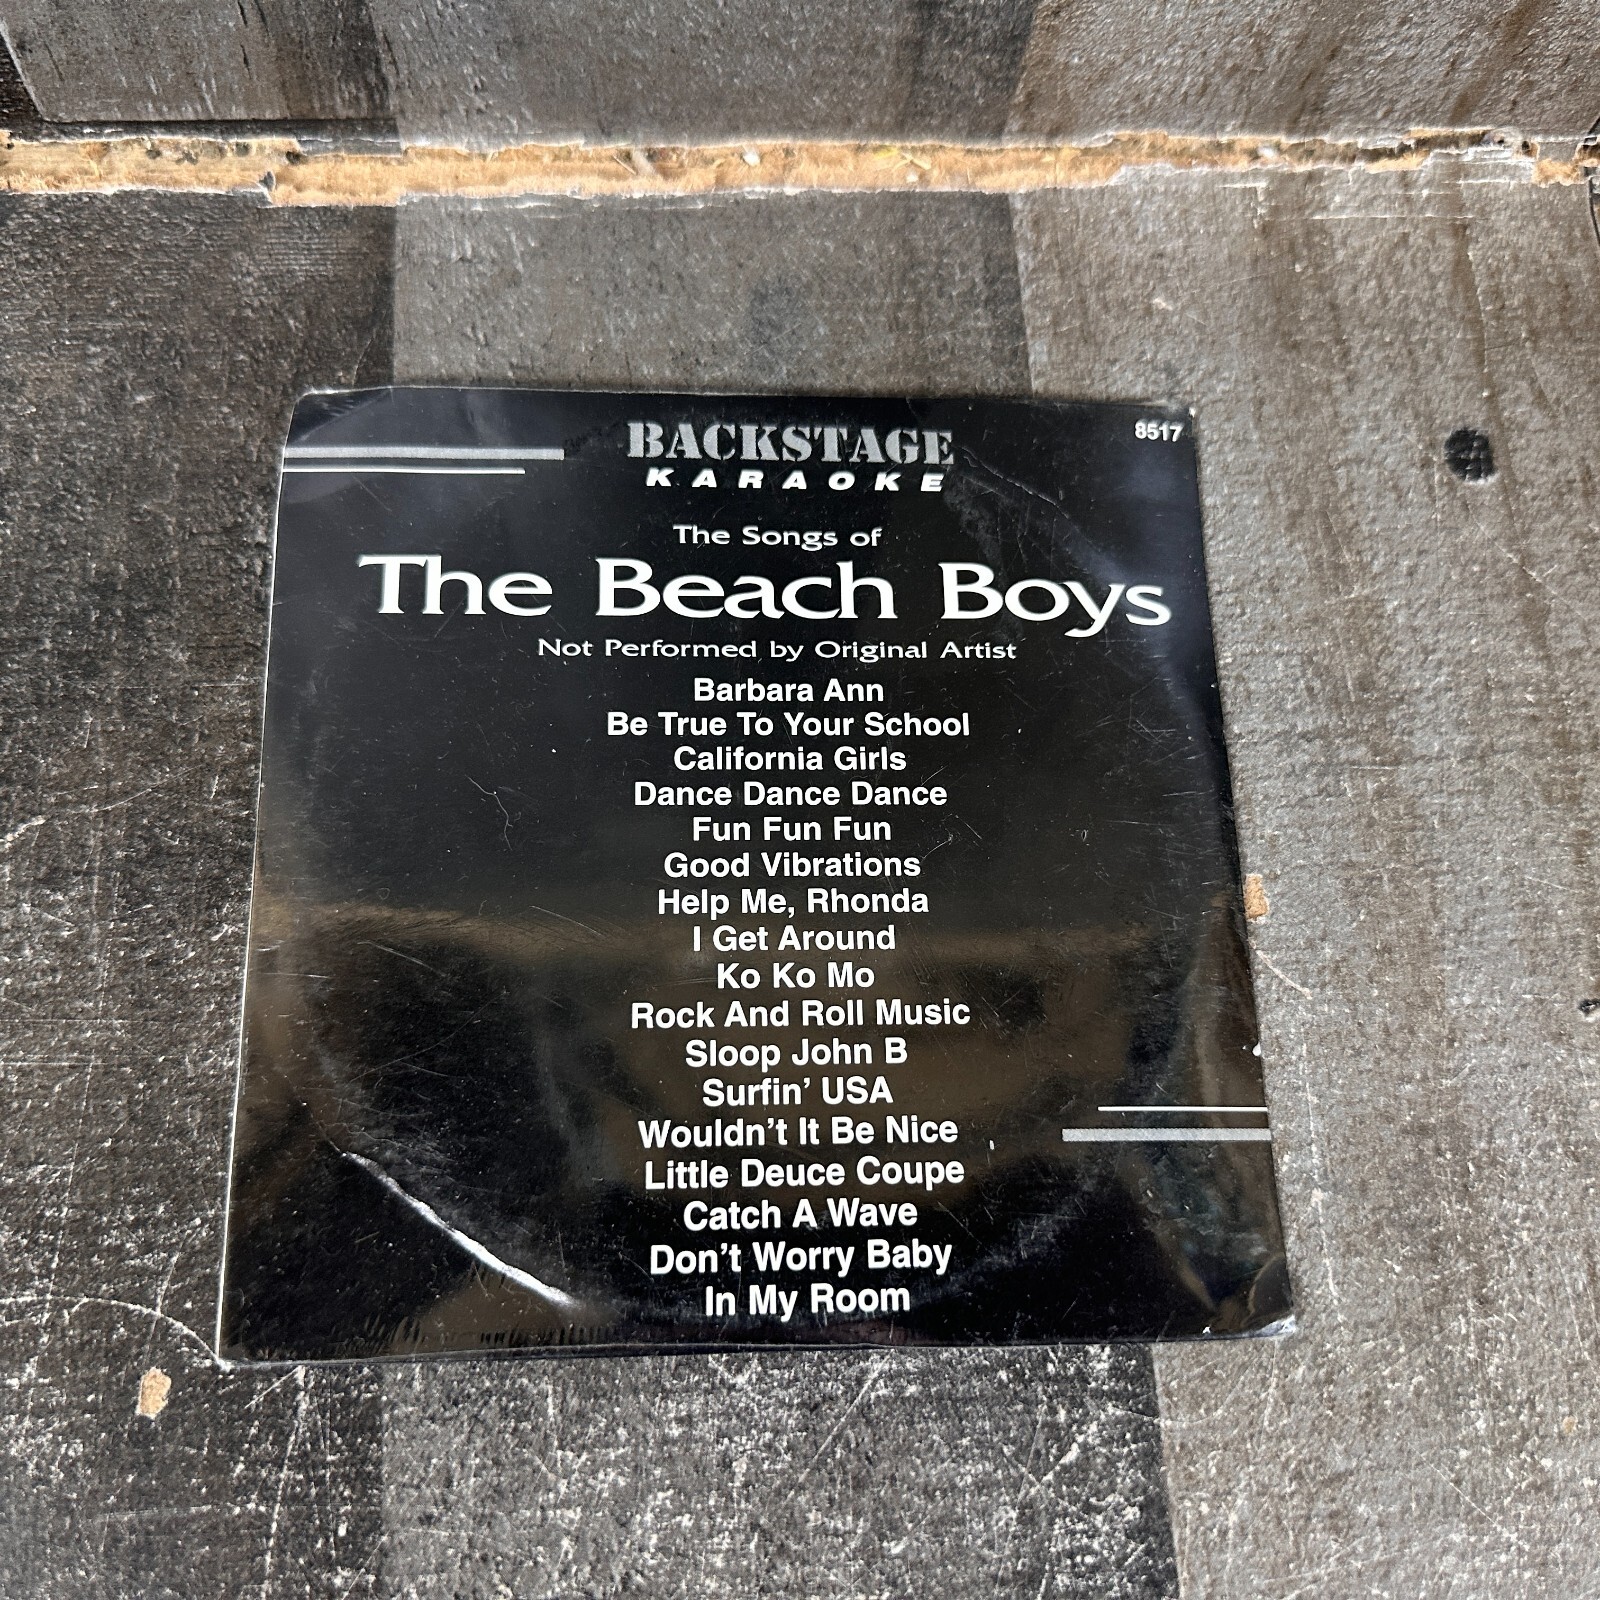 BACKSTAGE
KARAOKE
8517
The Songs of
The Beach Boys
Not Performed by Original Artist
Barbara Ann
Be True To Your School
California Girls
Dance Dance Dance
Fun Fun Fun
Good Vibrations
Help Me, Rhonda
I Get Around
Ko Ko Mo
Rock And Roll Music
Sloop John B
Surfin' USA
Wouldn't It Be Nice
Little Deuce Coupe
Catch A Wave
Don't Worry Baby
In My Room